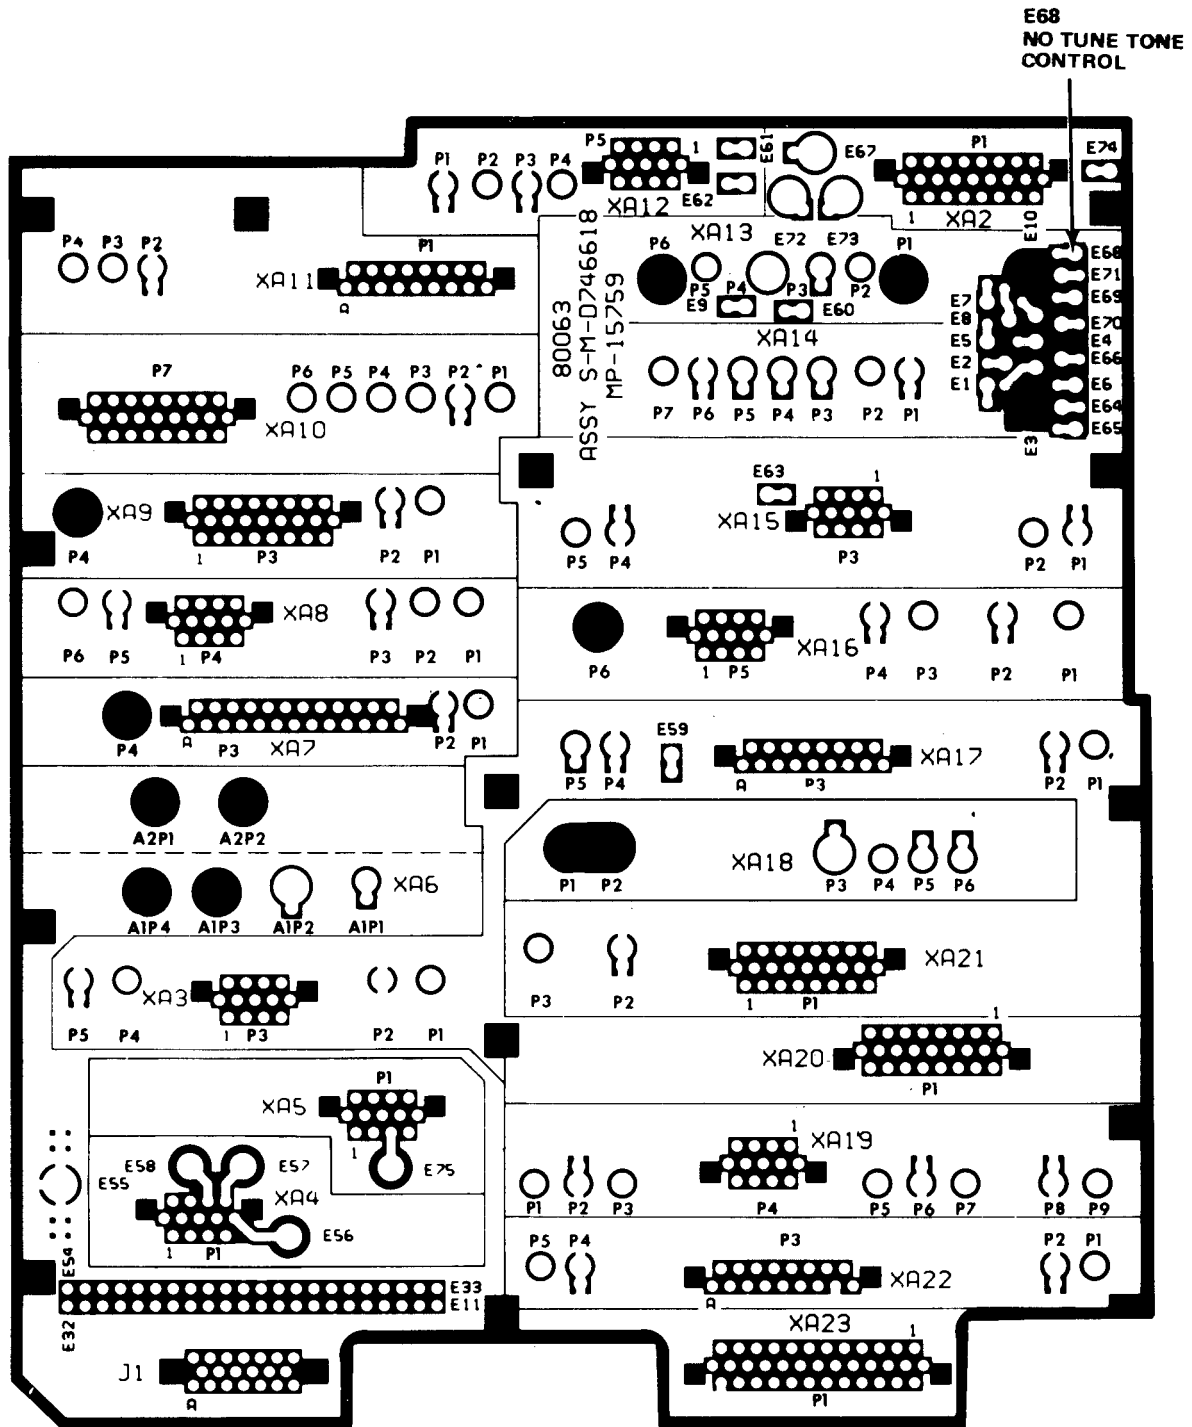 E68
NO TUNE TONE
CONTROL
P1 P2 P3 P4
P5
1
XA12
E61
E62
E67
P1
1
XA2
E74
E10
P4 P3 P2
XA11
P1
A
80063
ASSY S-M-D746618
MP-15759
XA13
E72 E73
P6
P5
P4
P3
P2
P1
E9
E60
E7
E8
E5
E2
E1
E3
E68
E71
E69
E70
E4
E66
E6
E64
E65
XA14
P7 P6 P5 P4 P3 P2 P1
P7
XA10
P6 P5 P4 P3 P2 P1
E63
1
XA15
P5 P4
P3
P2 P1
XA9
P4
1
P3
P2 P1
XA8
P6 P5
1
P4
P3 P2 P1
XA16
P6
1
P5
P4 P3 P2 P1
P4
A
P3
XA7
P2 P1
E59
XA17
P5 P4
A
P3
P2 P1
A2P1 A2P2
XA18
P1 P2
P3 P4 P5 P6
XA6
A1P4 A1P3 A1P2 A1P1
XA21
P3 P2
1
P1
XA3
P5 P4
1
P3
P2 P1
1
XA20
P1
P1
XA5
1
E75
E58
E57
E55
XA4
1
P1
E56
1
XA19
P1 P2 P3
P4
P5 P6 P7
P8 P9
P5 P4
P3
P2 P1
A
XA22
E54
E33
E11
E32
XA23
1
P1
J1
A